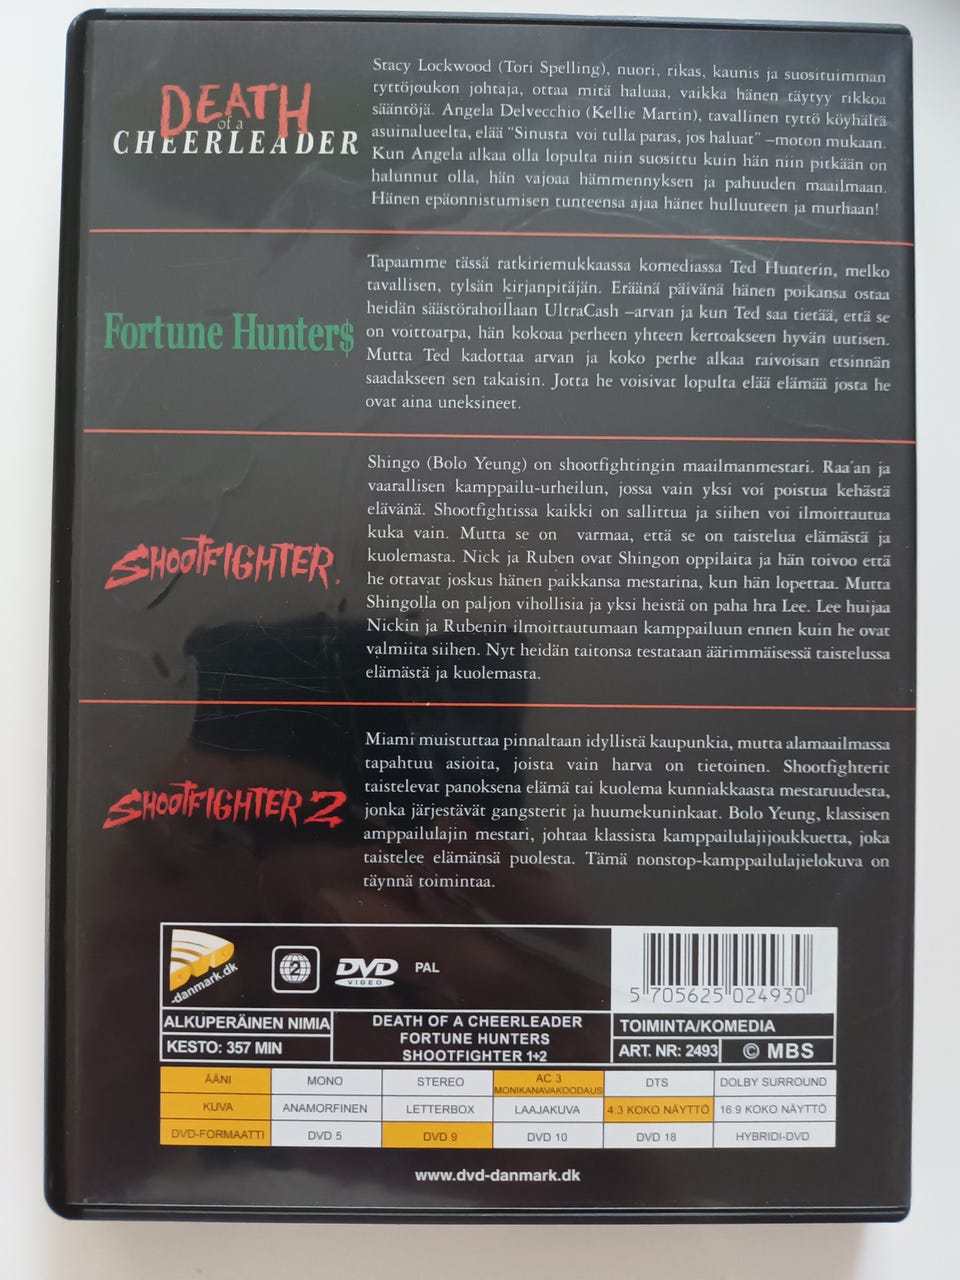 DEATH
of a
CHEERLEADER
Stacy Lockwood (Tori Spelling), nuori, rikas, kaunis ja suosituimman
tyttöjoukon johtaja, ottaa mitä haluaa, vaikka hänen täytyy rikkoa
sääntöjä. Angela Delvecchio (Kellie Martin), tavallinen tyttö köyhältä
asuinalueelta, elää "Sinusta voi tulla paras, jos haluat" –moton mukaan.
Kun Angela alkaa olla lopulta niin suosittu kuin hän niin pitkään on
halunnut olla, hän vajoaa hämmennyksen ja pahuuden maailmaan.
Hänen epäonnistumisen tunteensa ajaa hänet hulluuteen ja murhaan!
Fortune Hunter$
Tapaamme tässä ratkiriemukkaassa komediassa Ted Hunterin, melko
tavallisen, tylsän kirjanpitäjän. Eräänä päivänä hänen poikansa ostaa
heidän säästörahoillaan UltraCash –arvan ja kun Ted saa tietää, että se
on voittoarpa, hän kokoaa perheen yhteen kertoakseen hyvän uutisen.
Mutta Ted kadottaa arvan ja koko perhe alkaa raivoisan etsinnän
saadakseen sen takaisin. Jotta he voisivat lopulta elää elämää josta he
ovat aina uneksineet.
SHOOTFIGHTER.
Shingo (Bolo Yeung) on shootfightingin maailmanmestari. Raa'an ja
vaarallisen kamppailu-urheilun, jossa vain yksi voi poistua kehästä
elävänä. Shootfightissa kaikki on sallittua ja siihen voi ilmoittautua
kuka vain. Mutta se on varmaa, että se on taistelua elämästä ja
kuolemasta. Nick ja Ruben ovat Shingon oppilaita ja hän toivoo että
he ottavat joskus hänen paikkansa mestarina, kun hän lopettaa. Mutta
Shingolla on paljon vihollisia ja yksi heistä on paha hra Lee. Lee huijaa
Nickin ja Rubenin ilmoittautumaan kamppailuun ennen kuin he ovat
valmiita siihen. Nyt heidän taitonsa testataan äärimmäisessä taistelussa
elämästä ja kuolemasta.
SHOOTFIGHTER 2
Miami muistuttaa pinnaltaan idyllistä kaupunkia, mutta alamaailmassa
tapahtuu asioita, joista vain harva on tietoinen. Shootfighterit
taistelevat panoksena elämä tai kuolema kunniakkaasta mestaruudesta,
jonka järjestävät gangsterit ja huumekuninkaat. Bolo Yeung, klassisen
amppailulajin mestari, johtaa klassista kamppailulajijoukkuetta, joka
taistelee elämänsä puolesta. Tämä nonstop-kamppailulajielokuva on
täynnä toimintaa.
DVD
-danmark.dk
2
DVD
VIDEO
PAL
5 705625 024930
ALKUPERÄINEN NIMIA
KESTO: 357 MIN
DEATH OF A CHEERLEADER
FORTUNE HUNTERS
SHOOTFIGHTER 1+2
TOIMINTA/KOMEDIA
ART. NR: 2493
© MBS
ÄÄNI MONO STEREO AC 3 MONIKANAVAKOODAUS DTS DOLBY SURROUND
KUVA ANAMORFINEN LETTERBOX LAAJAKUVA 4:3 KOKO NÄYTTÖ 16:9 KOKO NÄYTTÖ
DVD-FORMAATTI DVD 5 DVD 9 DVD 10 DVD 18 HYBRIDI-DVD
www.dvd-danmark.dk